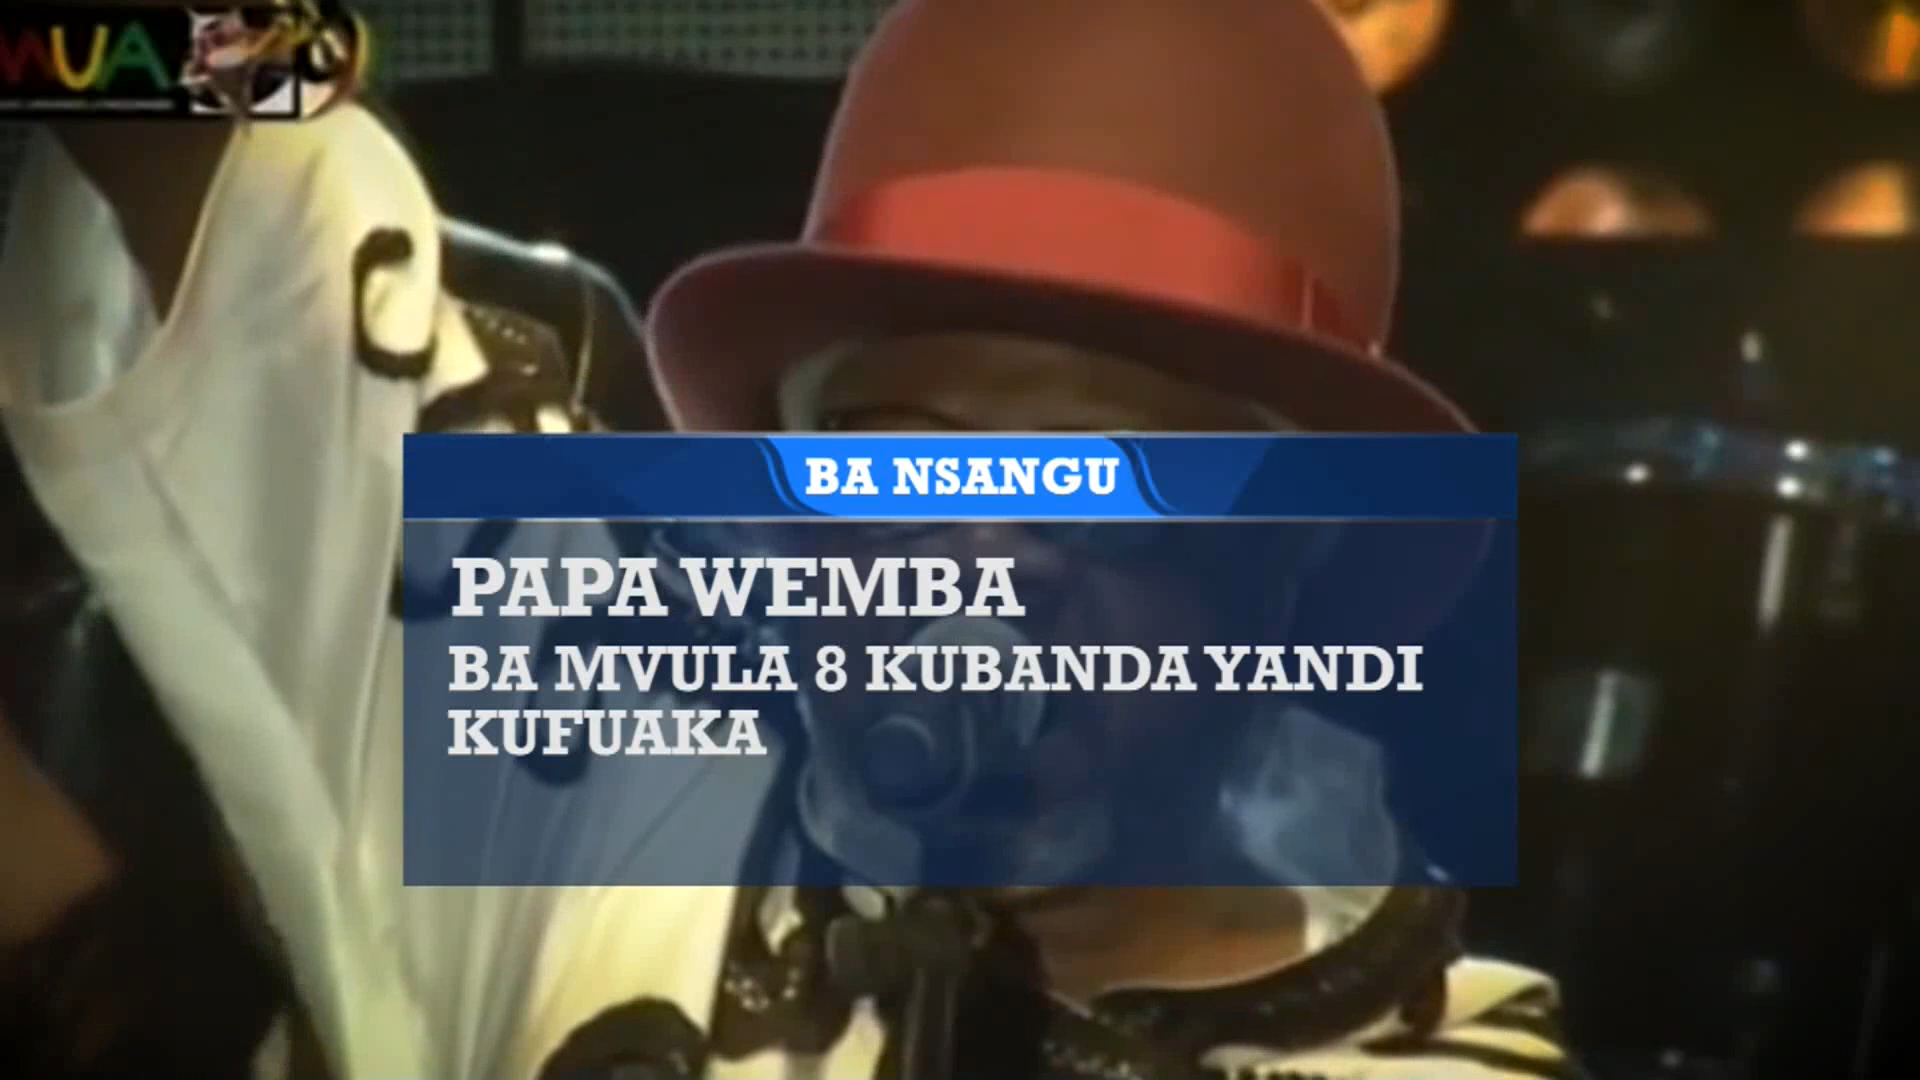 BA NSANGU
PAPA WEMBA
BA MVULA 8 KUBANDA YANDI
KUFUAKA